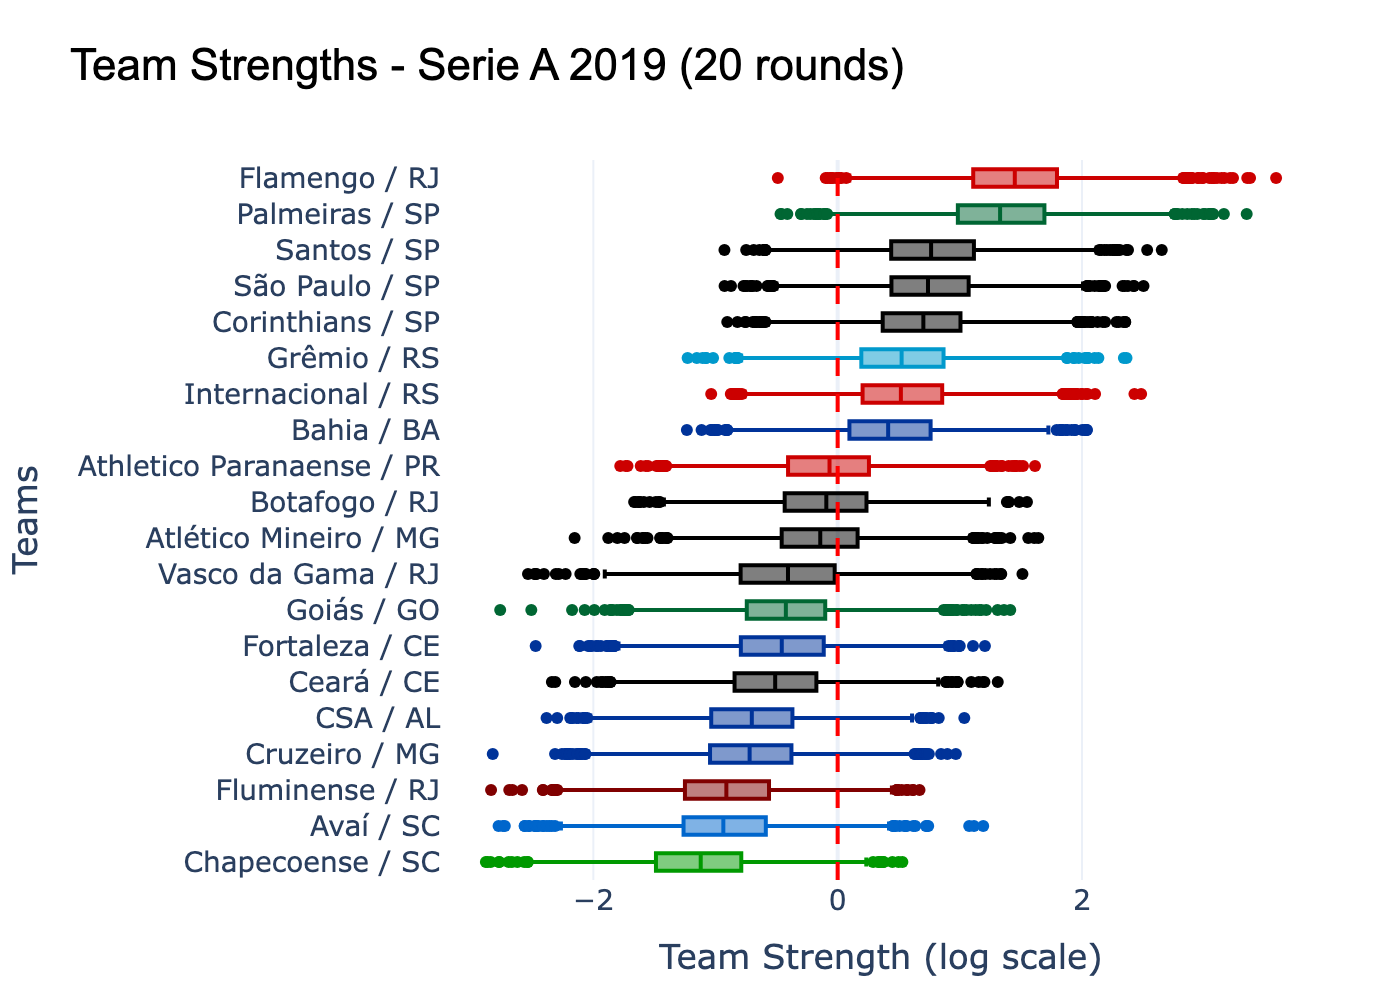 Team Strengths - Serie A 2019 (20 rounds)
Flamengo / RJ
Palmeiras / SP
Santos / SP
São Paulo / SP
Corinthians / SP
Grêmio / RS
Internacional / RS
Bahia / BA
Athletico Paranaense / PR
Botafogo / RJ
Atlético Mineiro / MG
Vasco da Gama / RJ
Goiás / GO
Fortaleza / CE
Ceará / CE
CSA / AL
Cruzeiro / MG
Fluminense / RJ
Avaí / SC
Chapecoense / SC
Teams
−2 0 2
Team Strength (log scale)